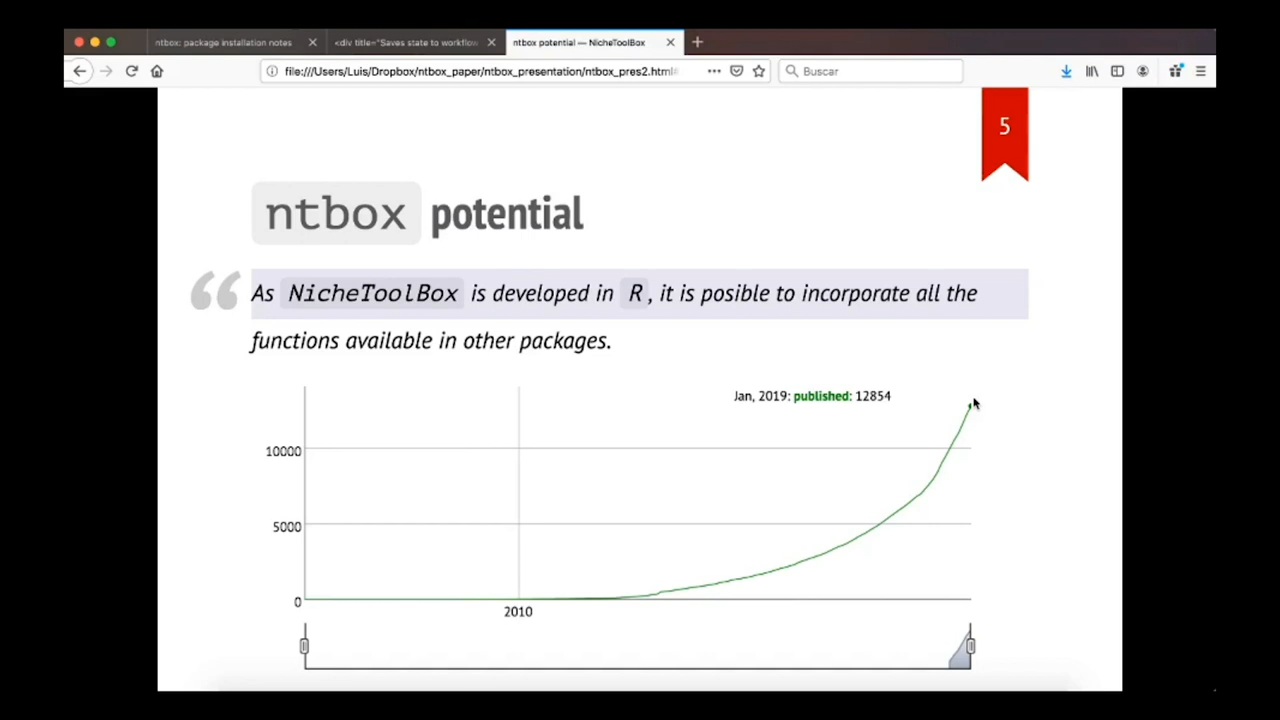 ntbox: package installation notes
<div title="Saves state to workflow
ntbox potential — NicheToolBox
file:///Users/Luis/Dropbox/ntbox_paper/ntbox_presentation/ntbox_pres2.html#
Buscar
5
ntbox potential
As NicheToolBox is developed in R, it is posible to incorporate all the
functions available in other packages.
Jan, 2019: published: 12854
10000
5000
0
2010